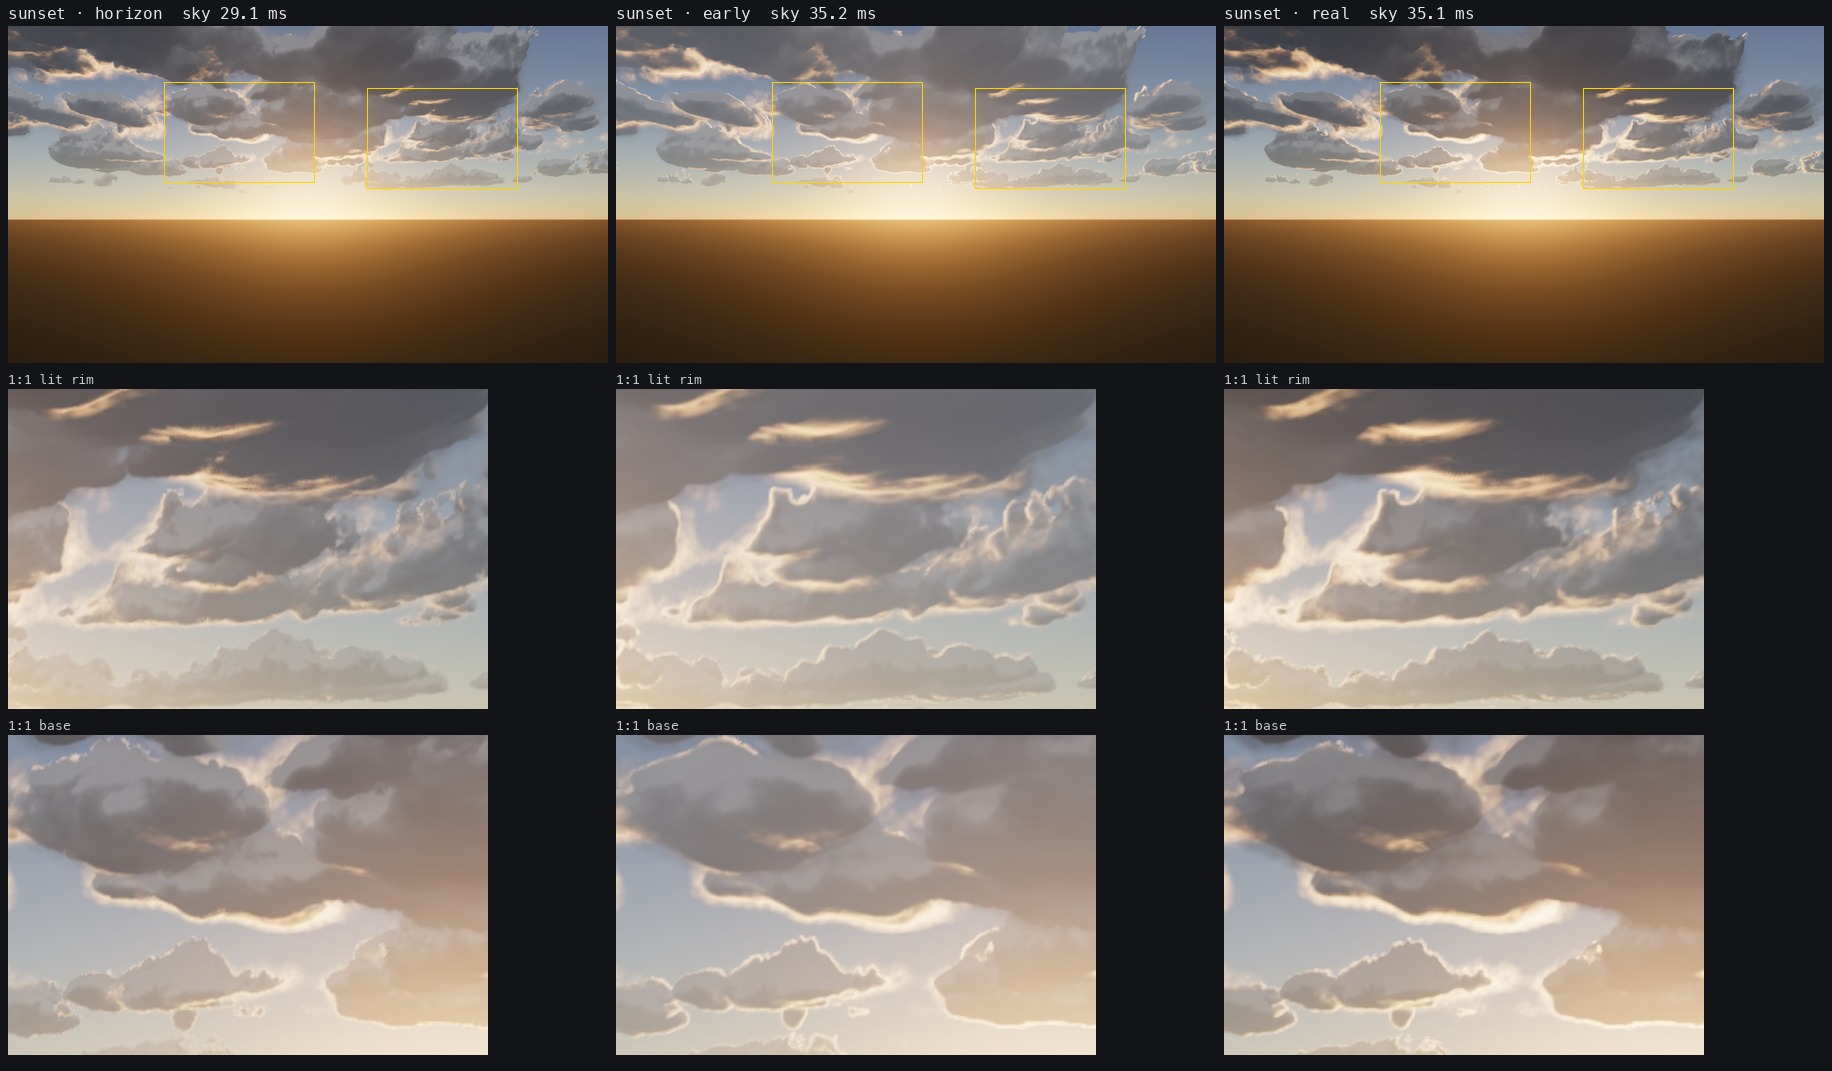 sunset · horizon  sky 29.1 ms
sunset · early  sky 35.2 ms
sunset · real  sky 35.1 ms
1:1 lit rim
1:1 lit rim
1:1 lit rim
1:1 base
1:1 base
1:1 base